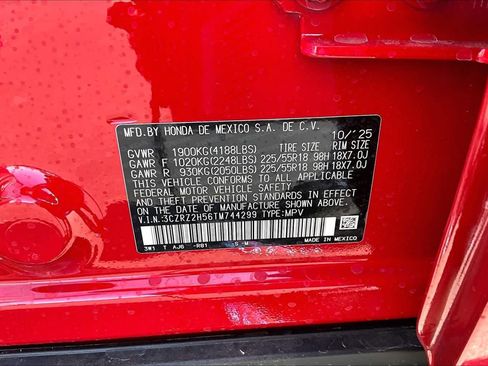 MFD.BY HONDA DE MEXICO S.A. DE C.V. 10/'25
GVWR 1900KG(4188LBS) TIRE SIZE RIM SIZE
GAWR F 1020KG(2248LBS) 225/55R18 98H 18X7.0J
GAWR R 930KG(2050LBS) 225/55R18 98H 18X7.0J
THIS VEHICLE CONFORMS TO ALL APPLICABLE
FEDERAL MOTOR VEHICLE SAFETY AND
THEFT PREVENTION STANDARDS IN EFFECT ON
THE DATE OF MANUFACTURE SHOWN ABOVE.
V.I.N.:3CZRZ2H56TM744299 TYPE:MPV
3W1 Y AJ6 -RB1 S-M MADE IN MEXICO